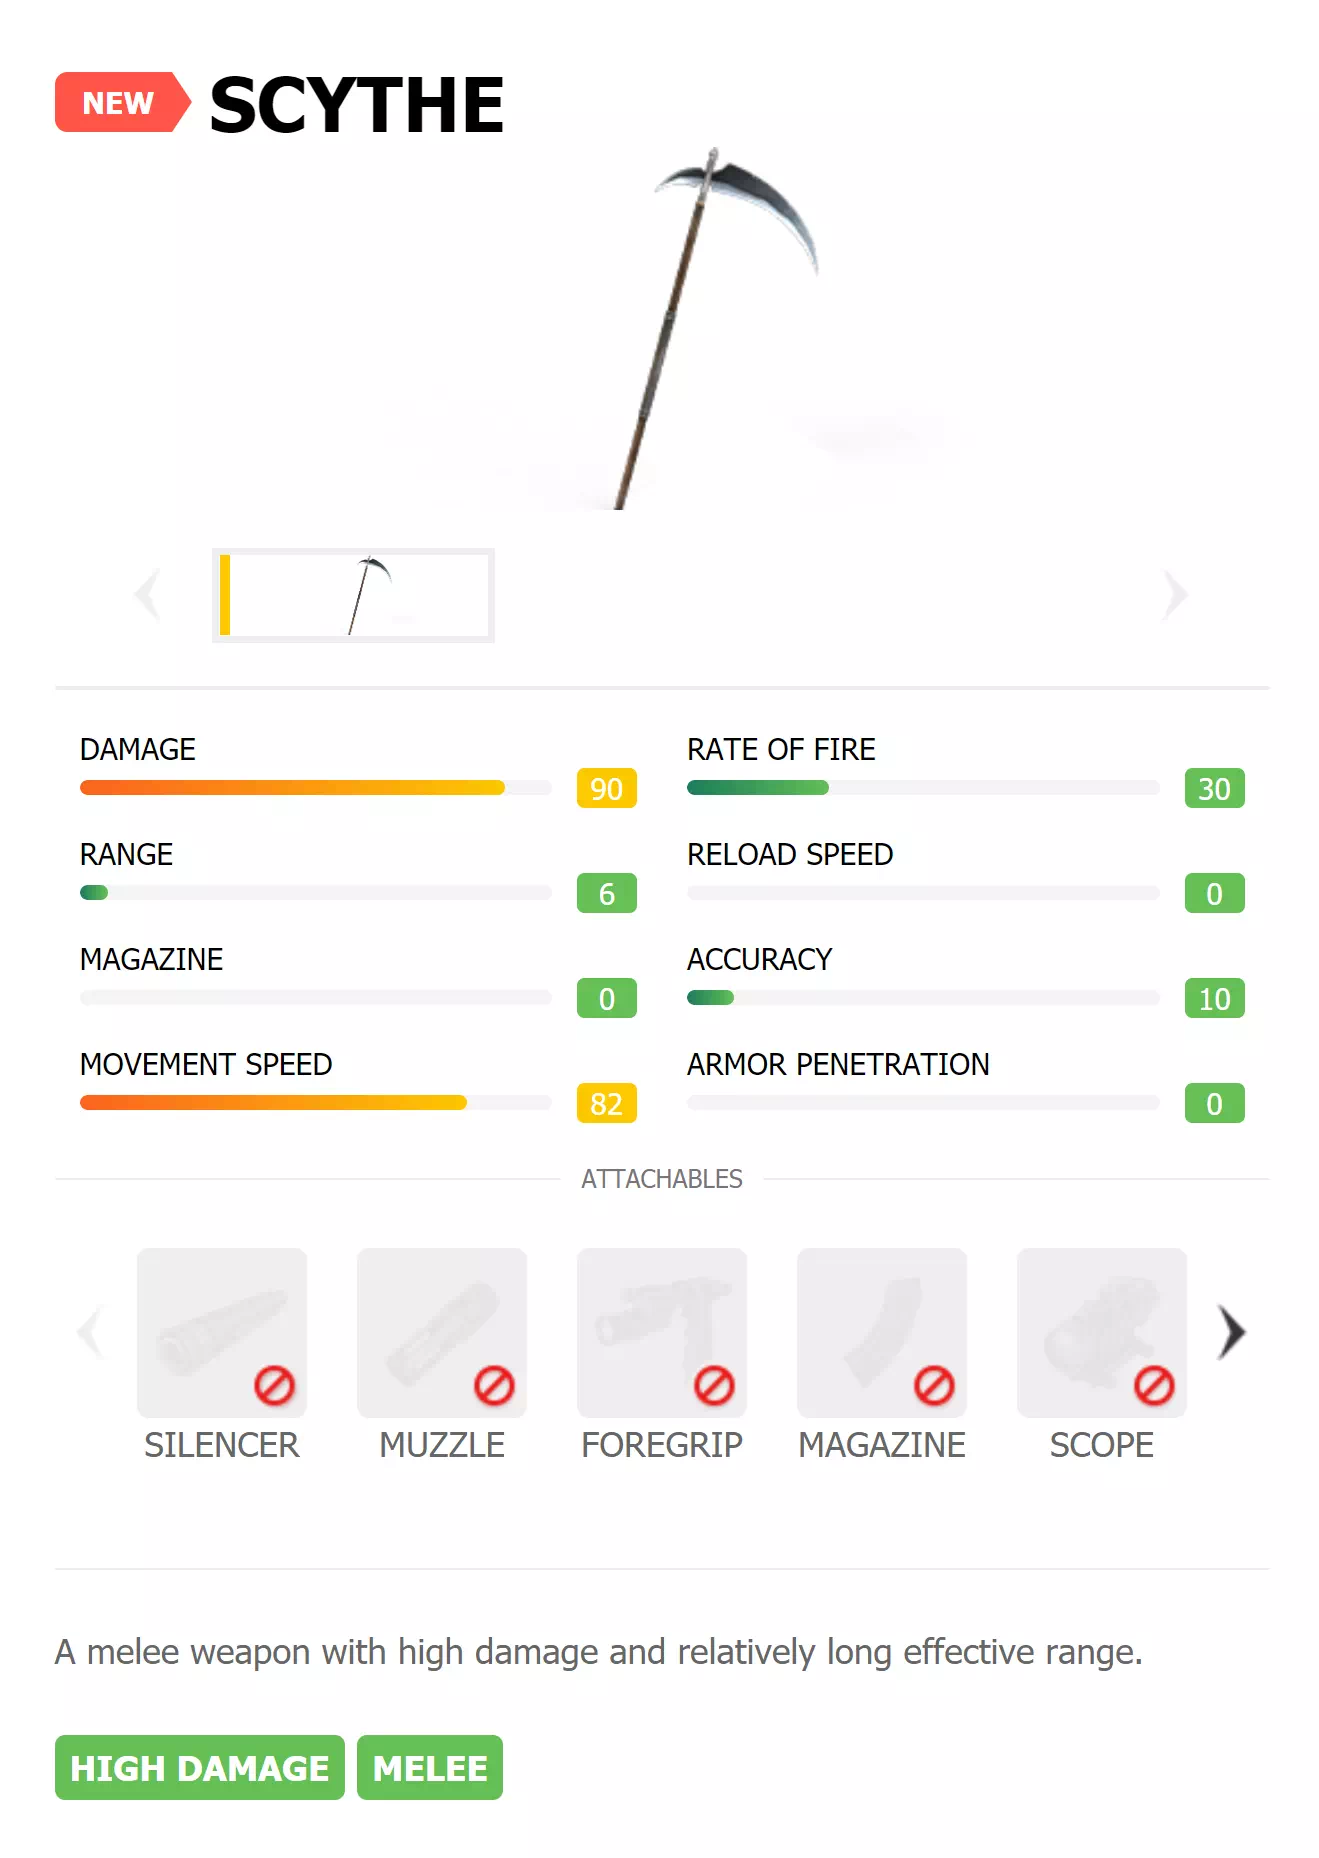 NEW SCYTHE
DAMAGE
90
RATE OF FIRE
30
RANGE
6
RELOAD SPEED
0
MAGAZINE
0
ACCURACY
10
MOVEMENT SPEED
82
ARMOR PENETRATION
0
ATTACHABLES
SILENCER
MUZZLE
FOREGRIP
MAGAZINE
SCOPE
A melee weapon with high damage and relatively long effective range.
HIGH DAMAGE
MELEE